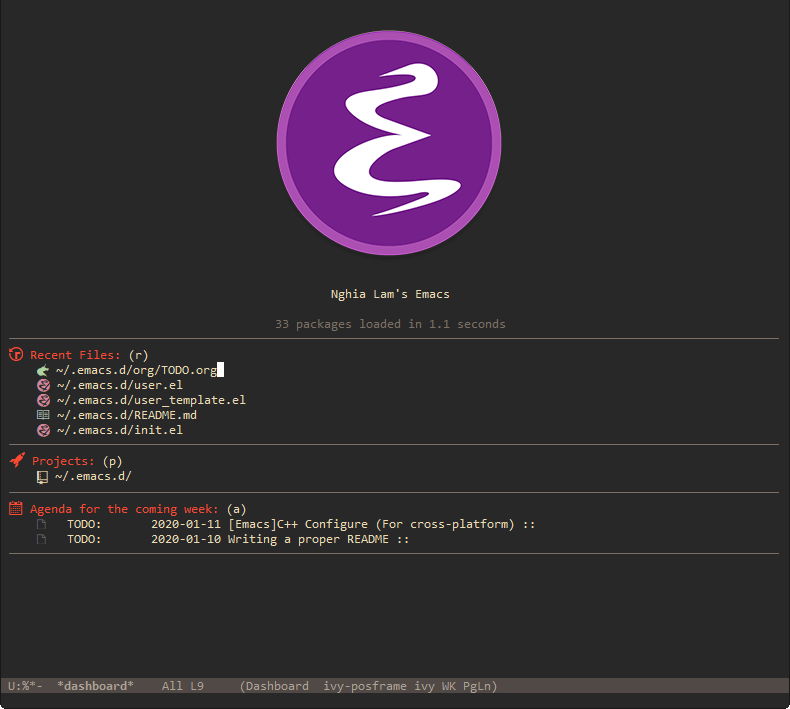 Nghia Lam's Emacs
33 packages loaded in 1.1 seconds
Recent Files: (r)
~/.emacs.d/org/TODO.org
~/.emacs.d/user.el
~/.emacs.d/user_template.el
~/.emacs.d/README.md
~/.emacs.d/init.el
Projects: (p)
~/.emacs.d/
Agenda for the coming week: (a)
TODO: 2020-01-11 [Emacs]C++ Configure (For cross-platform) ::
TODO: 2020-01-10 Writing a proper README ::
U:%*- *dashboard* All L9 (Dashboard ivy-posframe ivy WK PgLn)